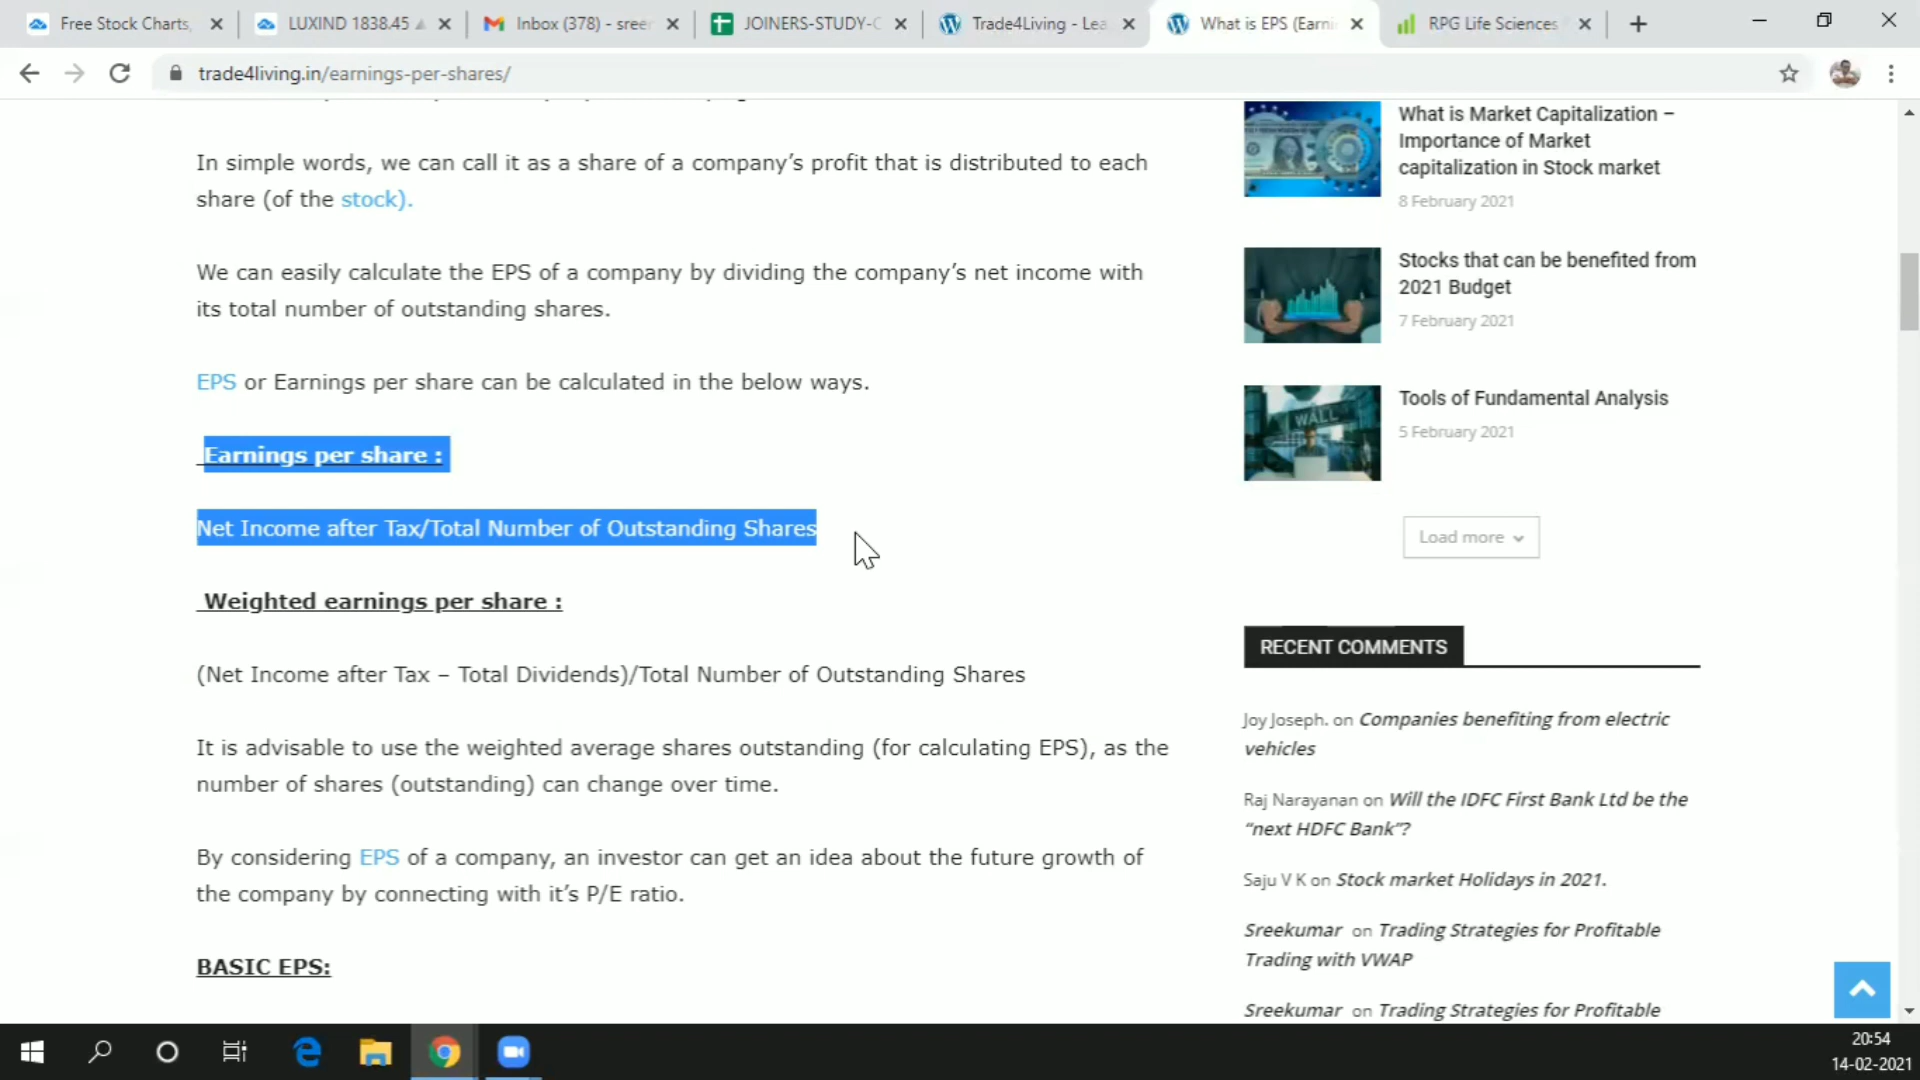 Free Stock Charts,
LUXIND 1838.45
Inbox (378) - sreer
JOINERS-STUDY-C
Trade4Living - Lea
What is EPS (Earni
RPG Life Sciences
trade4living.in/earnings-per-shares/
In simple words, we can call it as a share of a company’s profit that is distributed to each
share (of the stock).
We can easily calculate the EPS of a company by dividing the company’s net income with
its total number of outstanding shares.
EPS or Earnings per share can be calculated in the below ways.
Earnings per share :
Net Income after Tax/Total Number of Outstanding Shares
Weighted earnings per share :
(Net Income after Tax – Total Dividends)/Total Number of Outstanding Shares
It is advisable to use the weighted average shares outstanding (for calculating EPS), as the
number of shares (outstanding) can change over time.
By considering EPS of a company, an investor can get an idea about the future growth of
the company by connecting with it’s P/E ratio.
BASIC EPS:
What is Market Capitalization –
Importance of Market
capitalization in Stock market
8 February 2021
Stocks that can be benefited from
2021 Budget
7 February 2021
WALL
Tools of Fundamental Analysis
5 February 2021
Load more
RECENT COMMENTS
Joy Joseph. on Companies benefiting from electric
vehicles
Raj Narayanan on Will the IDFC First Bank Ltd be the
“next HDFC Bank”?
Saju V K on Stock market Holidays in 2021.
Sreekumar on Trading Strategies for Profitable
Trading with VWAP
Sreekumar on Trading Strategies for Profitable
20:54
14-02-2021